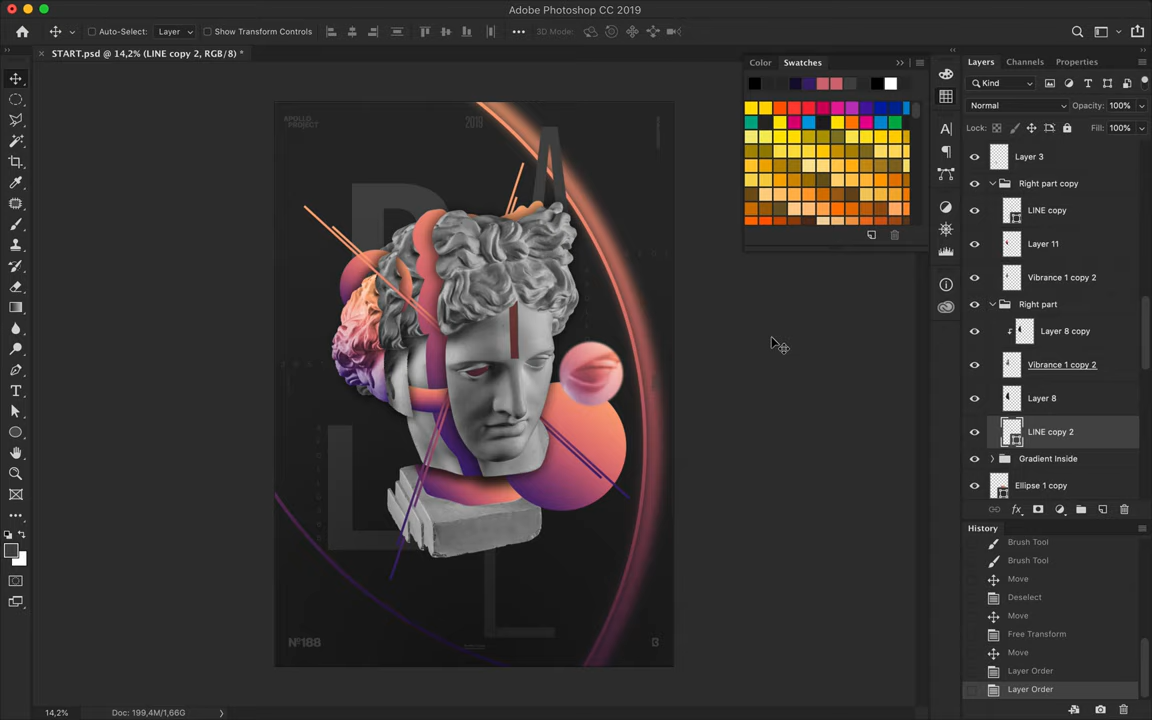 Adobe Photoshop CC 2019
Auto-Select:
Layer
Show Transform Controls
3D Mode:
START.psd @ 14,2% (LINE copy 2, RGB/8) *
Color
Swatches
Layers
Channels
Properties
Kind
Normal
Opacity: 100%
Lock:
Fill: 100%
Layer 3
Right part copy
LINE copy
Layer 11
Vibrance 1 copy 2
Right part
Layer 8 copy
Vibrance 1 copy 2
Layer 8
LINE copy 2
Gradient Inside
Ellipse 1 copy
History
Brush Tool
Brush Tool
Move
Deselect
Move
Free Transform
Move
Layer Order
Layer Order
APOLLO
PROJECT
2019
A
L
L
Nº188
14,2%
Doc: 199,4M/1,66G